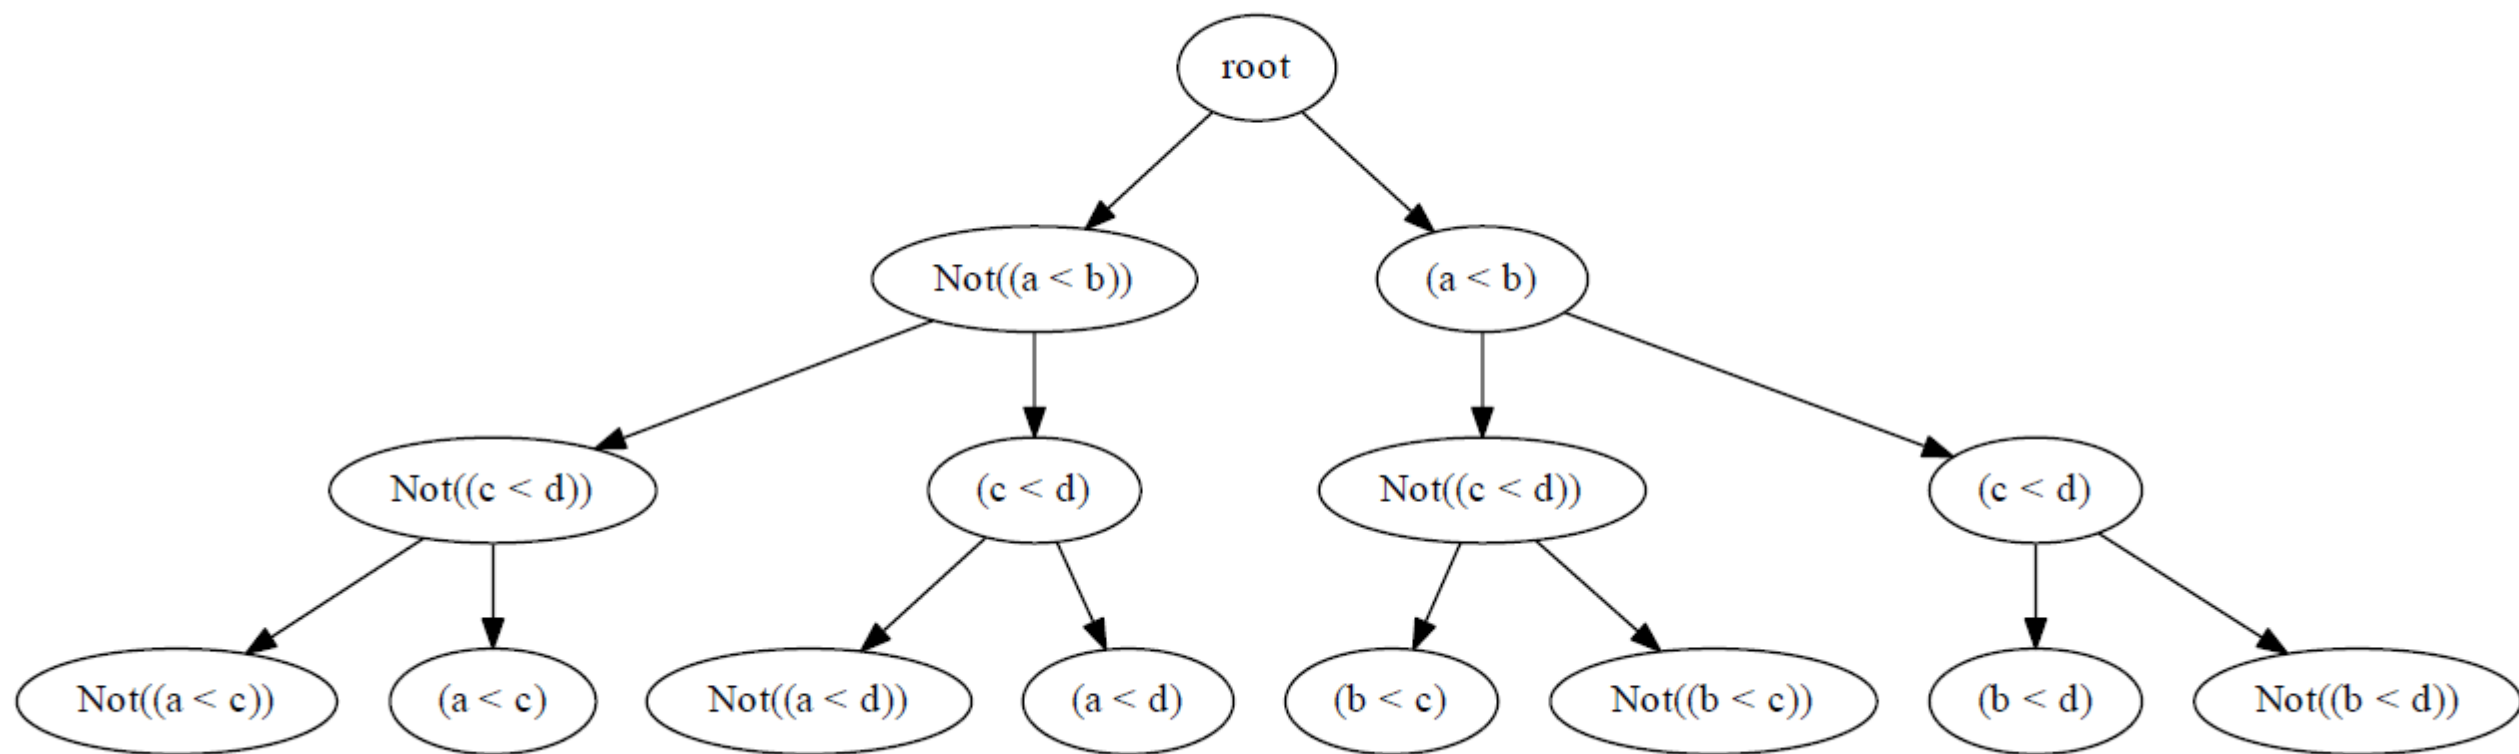 root
Not((a < b))
(a < b)
Not((c < d))
(c < d)
Not((c < d))
(c < d)
Not((a < c))
(a < c)
Not((a < d))
(a < d)
(b < c)
Not((b < c))
(b < d)
Not((b < d))